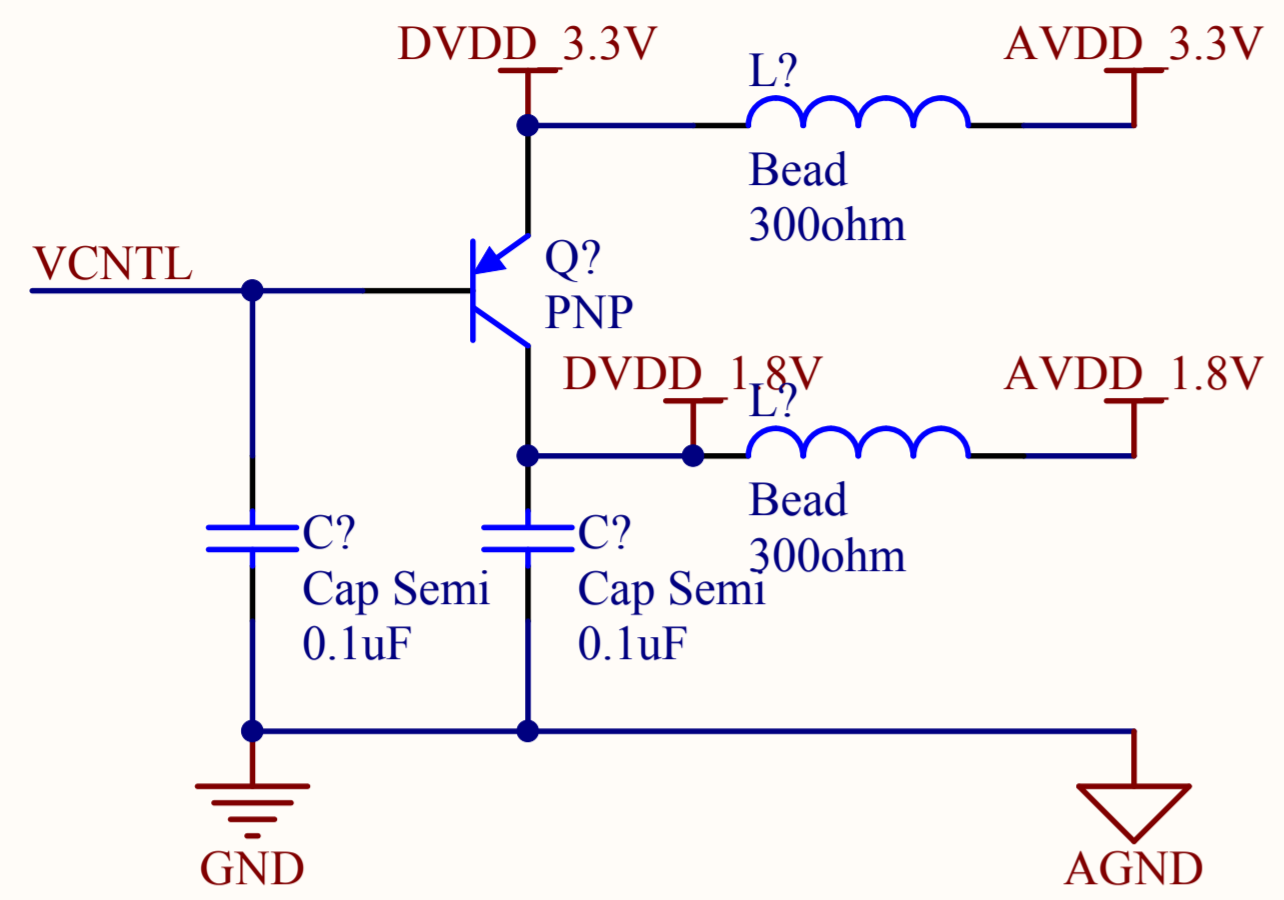 DVDD_3.3V
AVDD_3.3V
L?
Bead
300ohm
VCNTL
Q?
PNP
DVDD_1.8V
AVDD_1.8V
L?
Bead
300ohm
C?
Cap Semi
0.1uF
C?
Cap Semi
0.1uF
GND
AGND